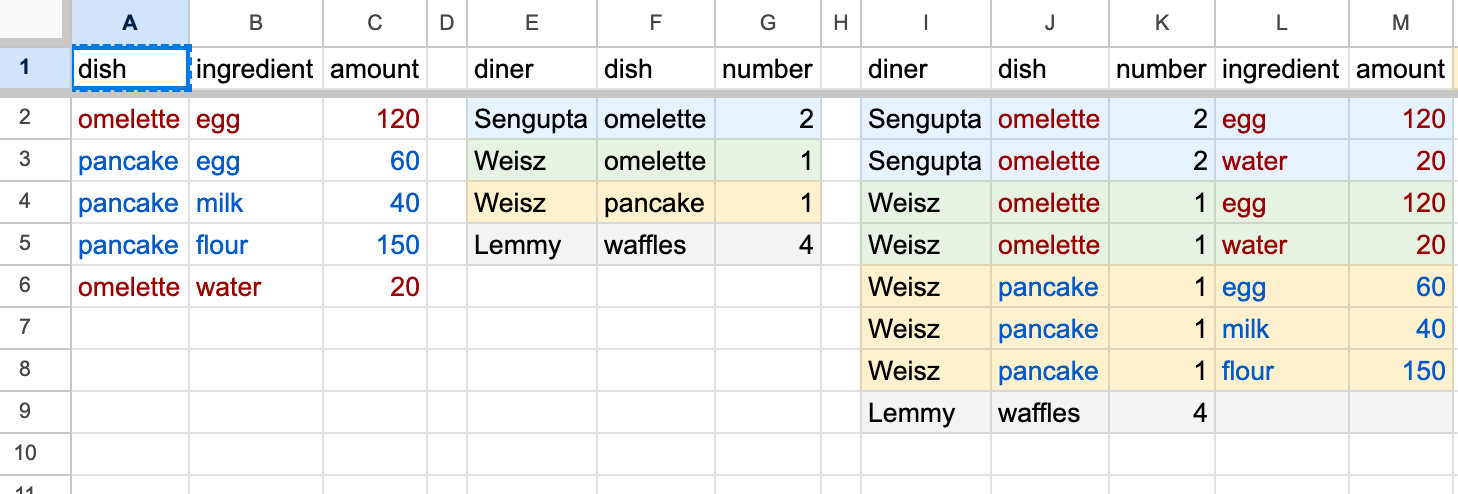 A B C D E F G H I J K L M
1 dish ingredient amount diner dish number diner dish number ingredient amount
2 omelette egg 120 Sengupta omelette 2 Sengupta omelette 2 egg 120
3 pancake egg 60 Weisz omelette 1 Sengupta omelette 2 water 20
4 pancake milk 40 Weisz pancake 1 Weisz omelette 1 egg 120
5 pancake flour 150 Lemmy waffles 4 Weisz omelette 1 water 20
6 omelette water 20 Weisz pancake 1 egg 60
7 Weisz pancake 1 milk 40
8 Weisz pancake 1 flour 150
9 Lemmy waffles 4
10
11